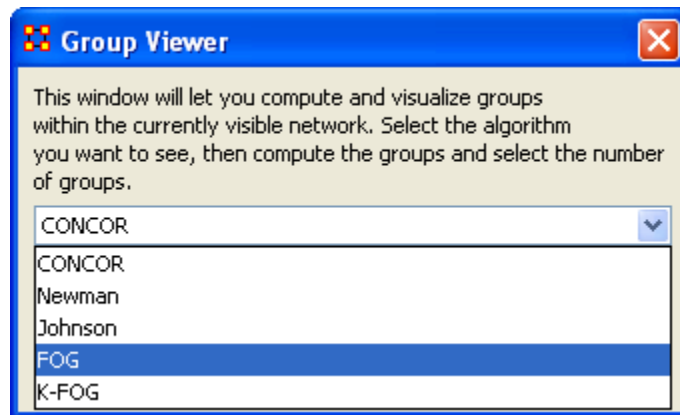 Group Viewer
This window will let you compute and visualize groups
within the currently visible network. Select the algorithm
you want to see, then compute the groups and select the number
of groups.
CONCOR
CONCOR
Newman
Johnson
FOG
K-FOG